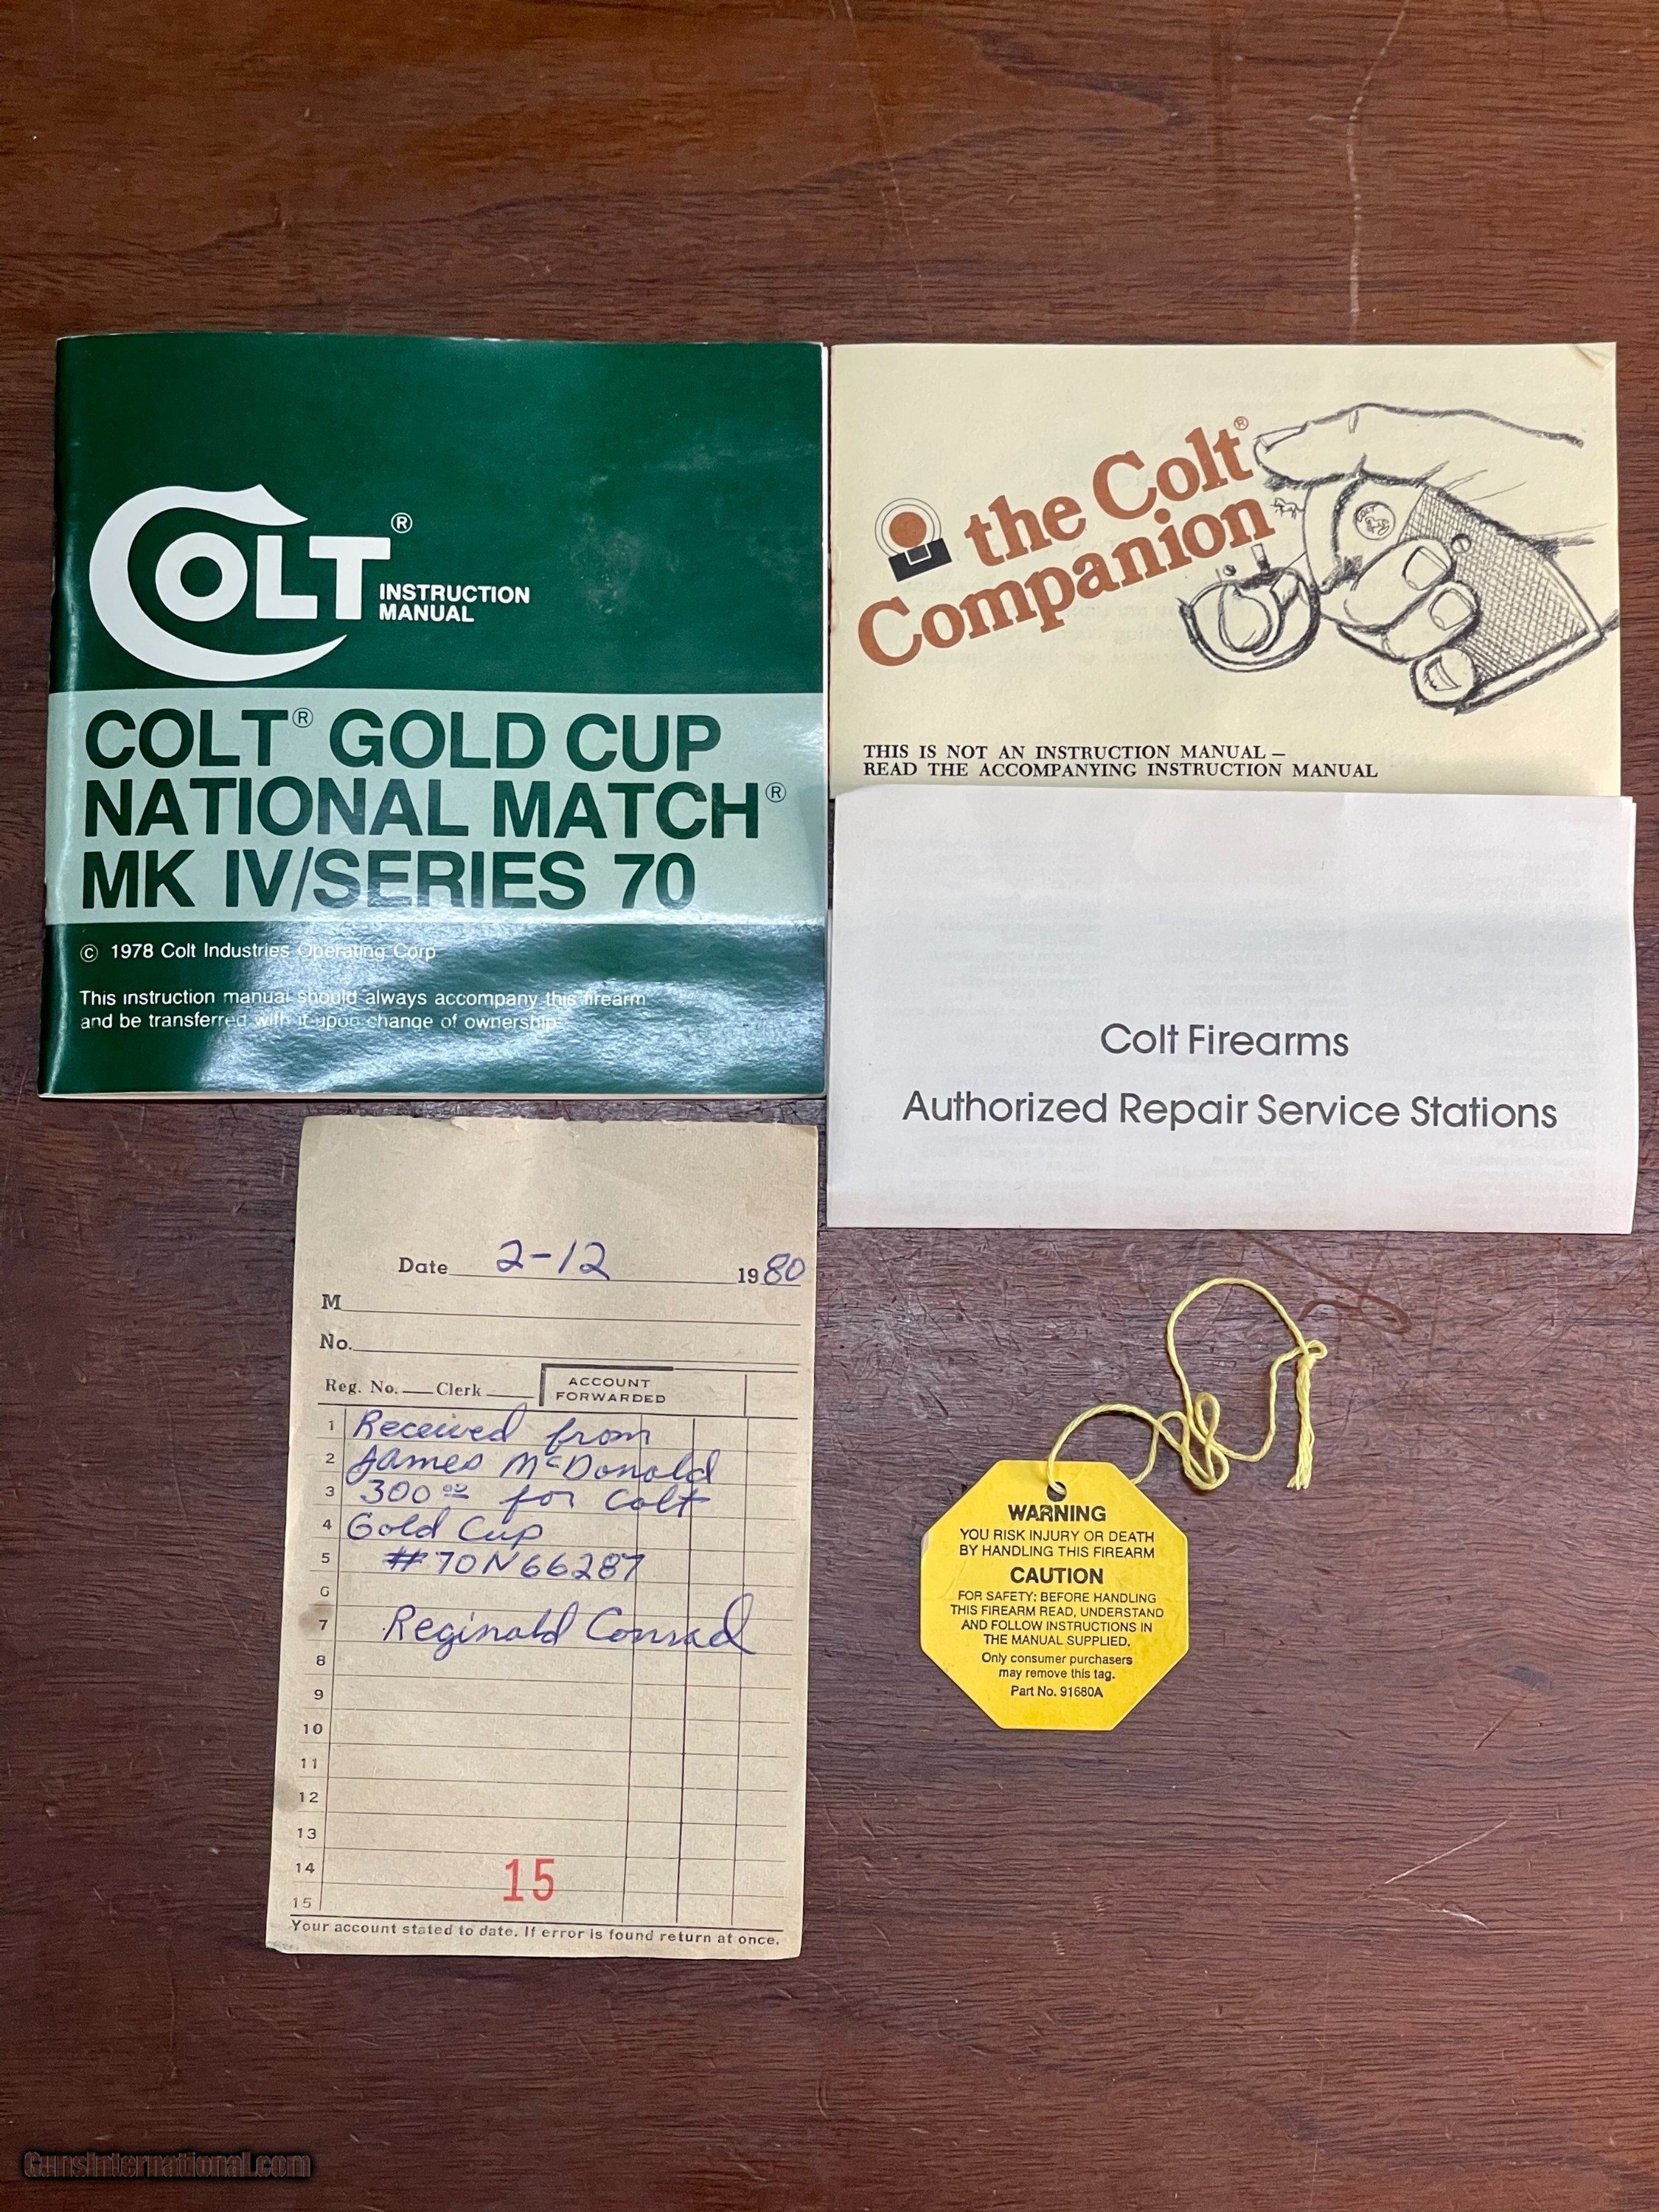 COLT®
INSTRUCTION
MANUAL
COLT® GOLD CUP
NATIONAL MATCH®
MK IV/SERIES 70
© 1978 Colt Industries Operating Corp
This instruction manual should always accompany this firearm
and be transferred with it upon change of ownership
the Colt®
Companion
THIS IS NOT AN INSTRUCTION MANUAL –
READ THE ACCOMPANYING INSTRUCTION MANUAL
Colt Firearms
Authorized Repair Service Stations
Date 2-12 1980
M
No.
Reg. No. Clerk ACCOUNT
FORWARDED
1 Received from
2 James McDonald
3 300 00 for Colt
4 Gold Cup
5 #70N66287
6
7 Reginald Conrad
8
9
10
11
12
13
14
15
15
Your account stated to date. If error is found return at once.
WARNING
YOU RISK INJURY OR DEATH
BY HANDLING THIS FIREARM
CAUTION
FOR SAFETY: BEFORE HANDLING
THIS FIREARM READ, UNDERSTAND
AND FOLLOW INSTRUCTIONS IN
THE MANUAL SUPPLIED.
Only consumer purchasers
may remove this tag.
Part No. 91680A
GunsInternational.com